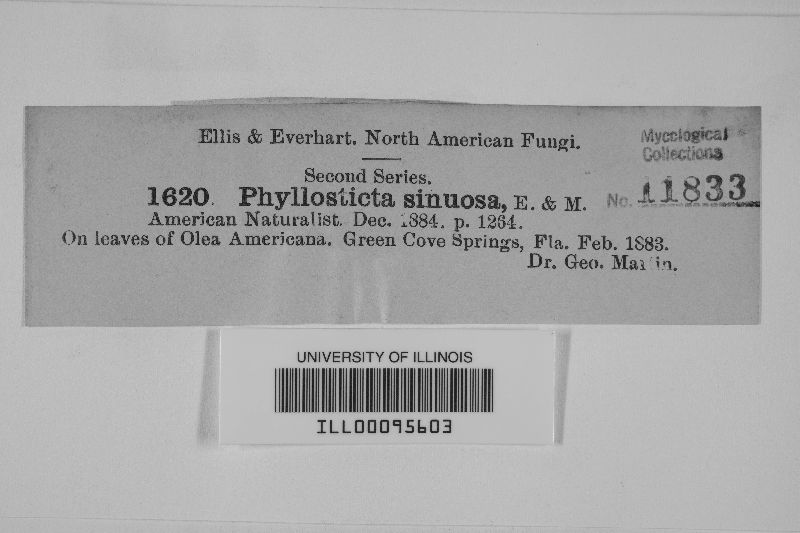 Ellis & Everhart. North American Fungi.
Second Series.
1620. Phyllosticta sinuosa, E. & M.
American Naturalist. Dec. 1884. p. 1264.
On leaves of Olea Americana. Green Cove Springs, Fla. Feb. 1883.
Dr. Geo. Martin.
Mycological
Collections
No. 11833
UNIVERSITY OF ILLINOIS
ILL00095603